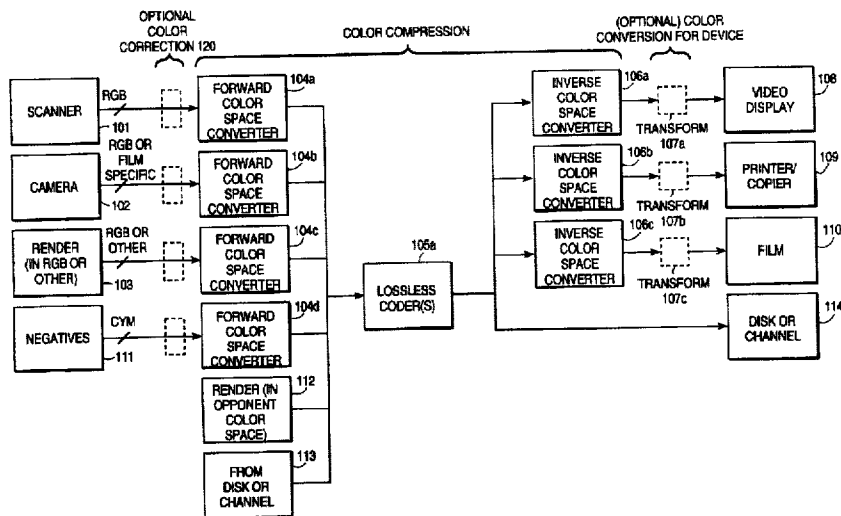 OPTIONAL
COLOR
CORRECTION 120
COLOR COMPRESSION
(OPTIONAL) COLOR
CONVERSION FOR DEVICE
SCANNER
101
RGB
FORWARD
COLOR
SPACE
CONVERTER
104a
INVERSE
COLOR
SPACE
CONVERTER
106a
TRANSFORM
107a
VIDEO
DISPLAY
108
CAMERA
102
RGB OR
FILM
SPECIFIC
FORWARD
COLOR
SPACE
CONVERTER
104b
INVERSE
COLOR
SPACE
CONVERTER
106b
TRANSFORM
107b
PRINTER/
COPIER
109
RENDER
(IN RGB OR
OTHER)
103
RGB OR
OTHER
FORWARD
COLOR
SPACE
CONVERTER
104c
LOSSLESS
CODER(S)
105a
INVERSE
COLOR
SPACE
CONVERTER
106c
TRANSFORM
107c
FILM
110
NEGATIVES
111
CYM
FORWARD
COLOR
SPACE
CONVERTER
104d
DISK OR
CHANNEL
114
RENDER (IN
OPPONENT
COLOR
SPACE)
112
FROM
DISK OR
CHANNEL
113